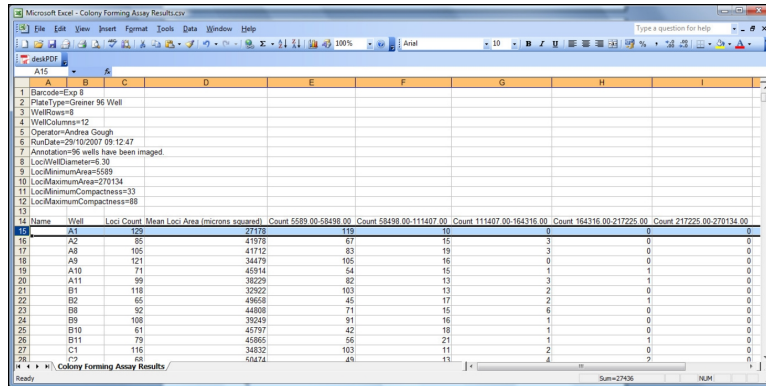 Microsoft Excel - Colony Forming Assay Results.csv
File Edit View Insert Format Tools Data Window Help
Type a question for help
100% Arial 10 B I U
deskPDF
A15 fx
A B C D E F G H I
1 Barcode=Exp 8
2 PlateType=Greiner 96 Well
3 WellRows=8
4 WellColumns=12
5 Operator=Andrea Gough
6 RunDate=29/10/2007 09:12:47
7 Annotation=96 wells have been imaged.
8 LociWellDiameter=6.30
9 LociMinimumArea=5589
10 LociMaximumArea=270134
11 LociMinimumCompactness=33
12 LociMaximumCompactness=88
13
14 Name Well Loci Count Mean Loci Area (microns squared) Count 5589.00-58498.00 Count 58498.00-111407.00 Count 111407.00-164316.00 Count 164316.00-217225.00 Count 217225.00-270134.00
15 A1 129 27178 119 10 0 0 0
16 A2 85 41978 67 15 3 0 0
17 A8 105 41712 83 19 3 0 0
18 A9 121 34479 105 16 0 0 0
19 A10 71 45914 54 15 1 1 0
20 A11 99 38229 82 13 3 1 0
21 B1 118 32922 103 13 2 0 0
22 B2 65 49658 45 17 2 1 0
23 B8 92 44808 71 15 6 0 0
24 B9 108 39249 91 16 1 0 0
25 B10 61 45797 42 18 1 0 0
26 B11 79 45865 56 21 1 1 0
27 C1 116 34832 103 11 2 0 0
28 C2 68 50474 49 13 4 2 0
Colony Forming Assay Results
Ready Sum=27436 NUM